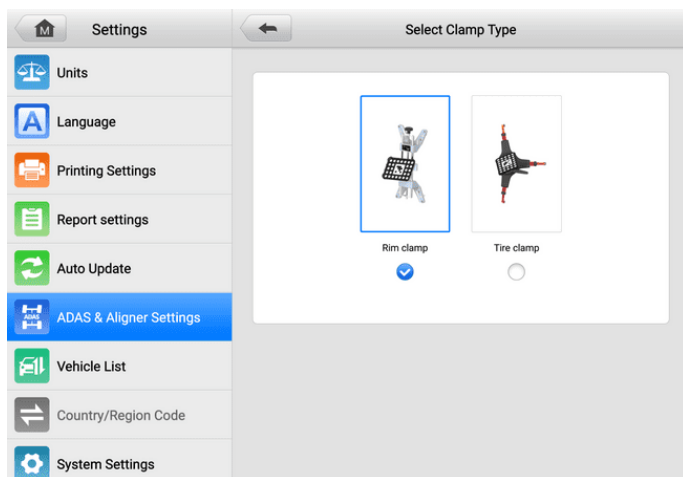 M
Settings
Select Clamp Type
Units
A
Language
Printing Settings
Report settings
Auto Update
ADAS
ADAS & Aligner Settings
Vehicle List
Country/Region Code
System Settings
Rim clamp
Tire clamp